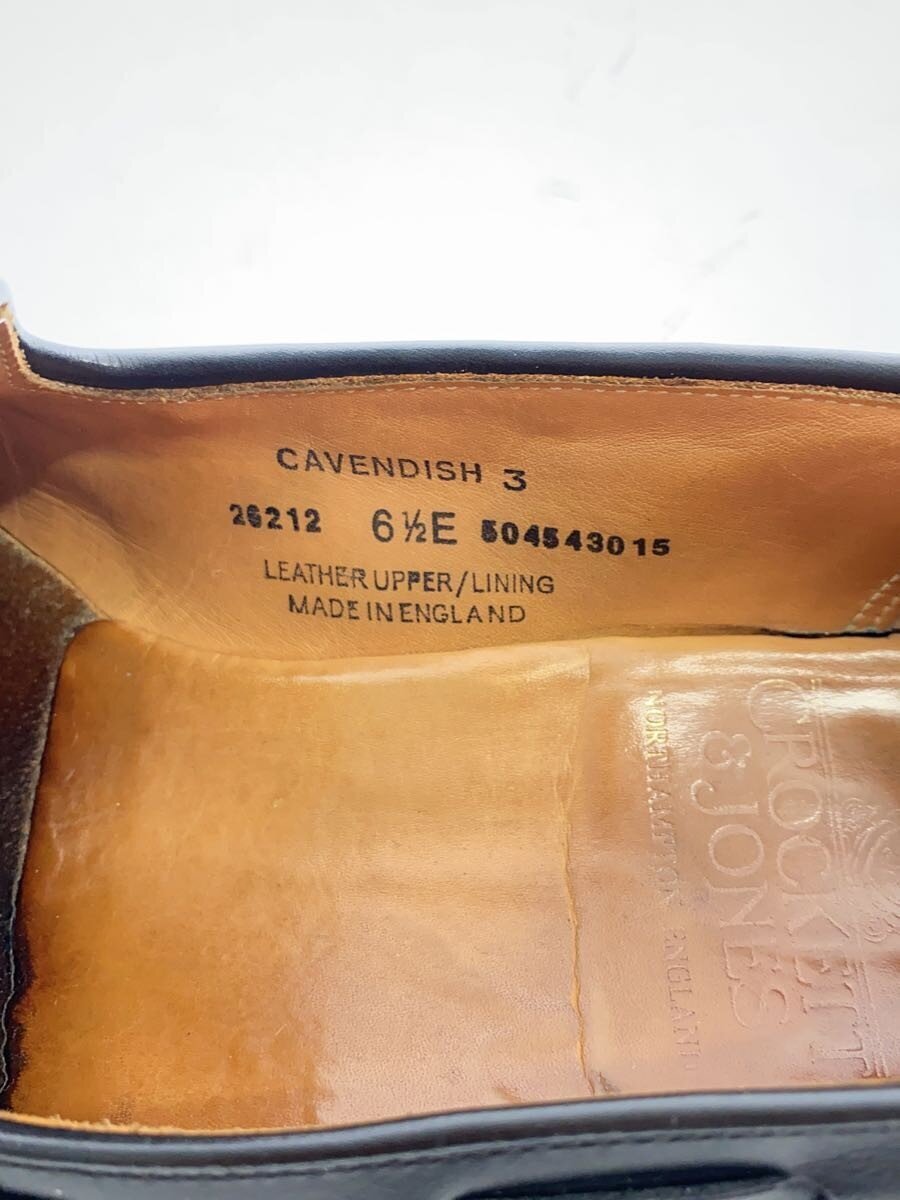 CAVENDISH 3
26212 6½E 504543015
LEATHER UPPER/LINING
MADE IN ENGLAND
CROCKETT
&JONES
NORTHAMPTON ENGLAND